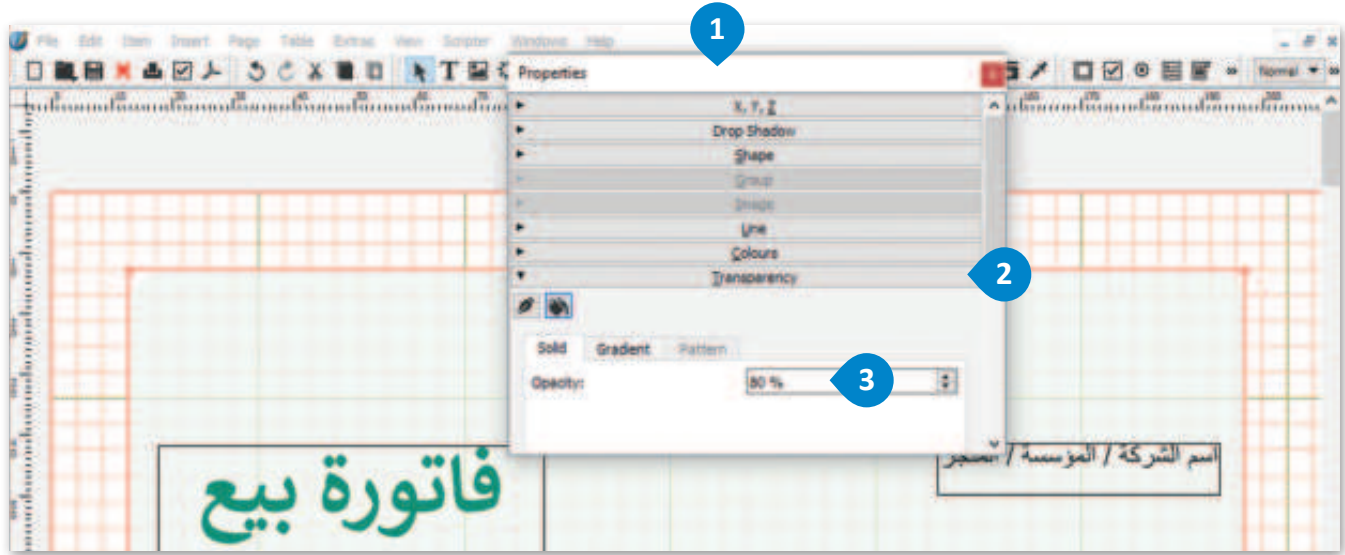 1
File Edit Item Insert Page Table Extras View Scripter Windows Help
Properties
Normal
X, Y, Z
Drop Shadow
Shape
Group
Image
Line
Colours
Transparency
2
Solid Gradient Pattern
Opacity: 80 %
3
اسم الشركة / المؤسسة / المتجر
فاتورة بيع